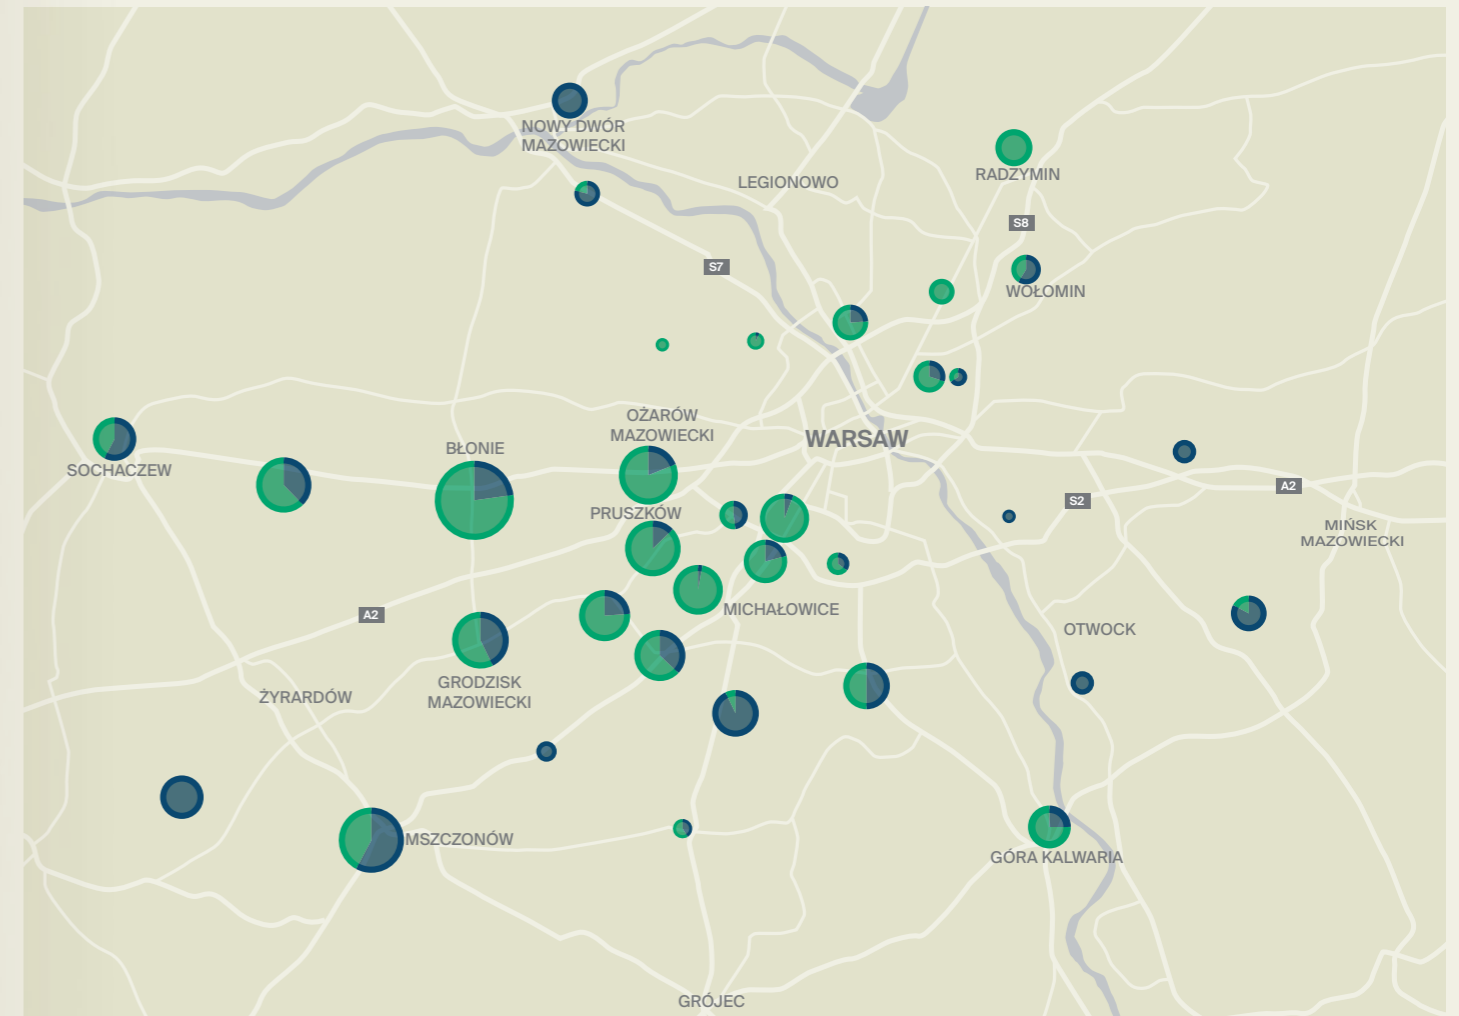 NOWY DWÓR
MAZOWIECKI
LEGIONOWO
RADZYMIN
S8
S7
WOŁOMIN
OŻARÓW
MAZOWIECKI
WARSAW
BŁONIE
SOCHACZEW
A2
S2
PRUSZKÓW
MIŃSK
MAZOWIECKI
MICHAŁOWICE
A2
OTWOCK
GRODZISK
MAZOWIECKI
ŻYRARDÓW
MSZCZONÓW
GÓRA KALWARIA
GRÓJEC